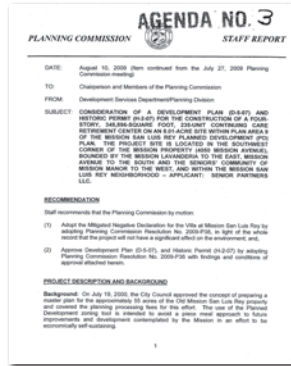 AGENDA NO. 3
PLANNING COMMISSION
STAFF REPORT
DATE: August 10, 2009 (Item continued from the July 27, 2009 Planning
Commission meeting)
TO: Chairperson and Members of the Planning Commission
FROM: Development Services Department/Planning Division
SUBJECT: CONSIDERATION OF A DEVELOPMENT PLAN (D-5-07) AND
HISTORIC PERMIT (H-2-07) FOR THE CONSTRUCTION OF A FOUR-
STORY, SQUARE-FOOT, CONTINUING CARE
RETIREMENT CENTER ON AN 9.01-ACRE SITE WITHIN PLAN AREA
OF THE MISSION SAN LUIS REY PLANNED DEVELOPMENT (PD)
PLAN. THE PROJECT SITE IS LOCATED IN THE SOUTHWEST
CORNER OF THE MISSION PROPERTY (4050 MISSION AVENUE),
BOUNDED BY THE MISSION LAVANDERIA TO THE EAST, MISSION
AVENUE TO THE SOUTH AND THE SENIORS' COMMUNITY OF
MISSION MANOR TO THE WEST, AND WITHIN THE MISSION SAN
LUIS REY NEIGHBORHOOD – APPLICANT: SENIOR PARTNERS
LLC.
RECOMMENDATION
Staff recommends that the Planning Commission by motion:
(1) Adopt the Mitigated Negative Declaration for the Villa at Mission San Luis Rey by
adopting Planning Commission Resolution No. 2009-P38, in light of the whole
record that the project will not have a significant effect on the environment; and,
(2) Approve Development Plan (D-5-07), and Historic Permit (H-2-07) by adopting
Planning Commission Resolution No. 2009-P36 with findings and conditions of
approval attached herein.
PROJECT DESCRIPTION AND BACKGROUND
Background: On July 19, 2000, the City Council approved the concept of preparing a
master plan for the approximately 55 acres of the Old Mission San Luis Rey property
and covered the planning processing fees for this effort. The use of the Planned
Development zoning tool is intended to avoid a piece meal approach to future
improvements and development contemplated by the Mission in an effort to be
economically self-sustaining.
1